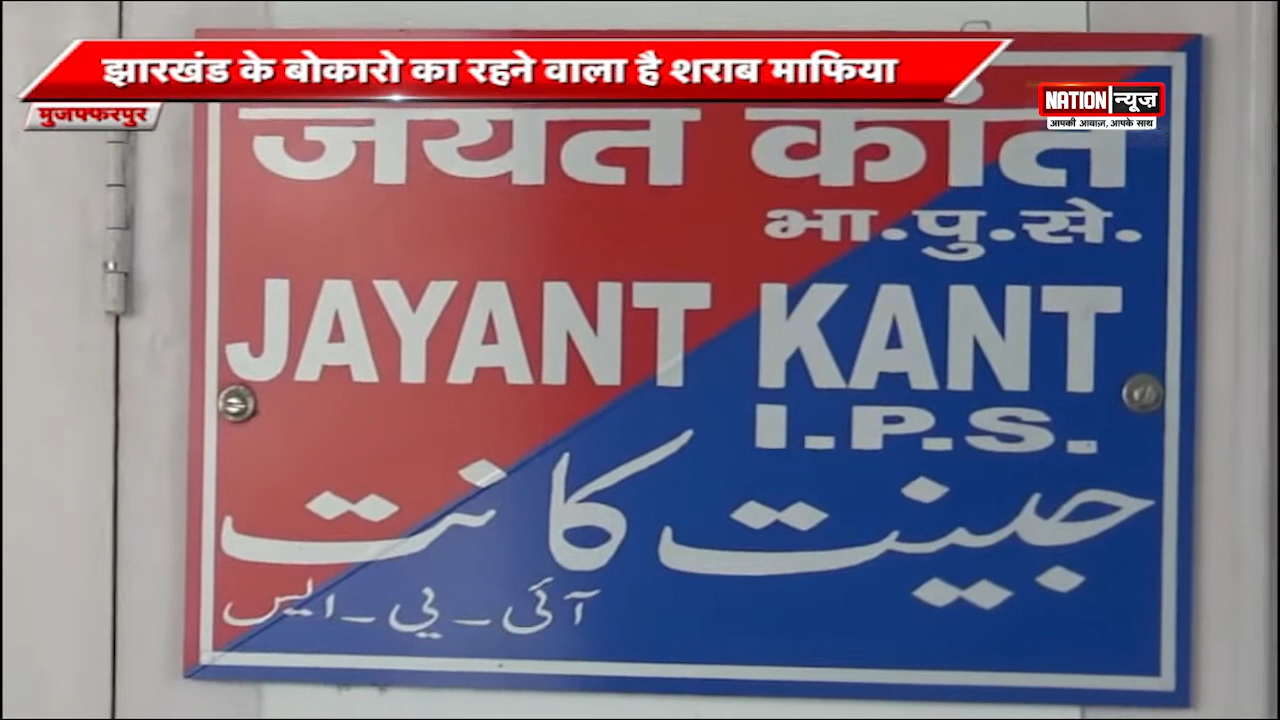 झारखंड के बोकारो का रहने वाला है शराब माफिया
मुजफ्फरपुर
NATION न्यूज़
आपकी आवाज़, आपके साथ
जयंत कांत
भा.पु.से.
JAYANT KANT
I.P.S.
جینت کانت
آئی - پی - ایس